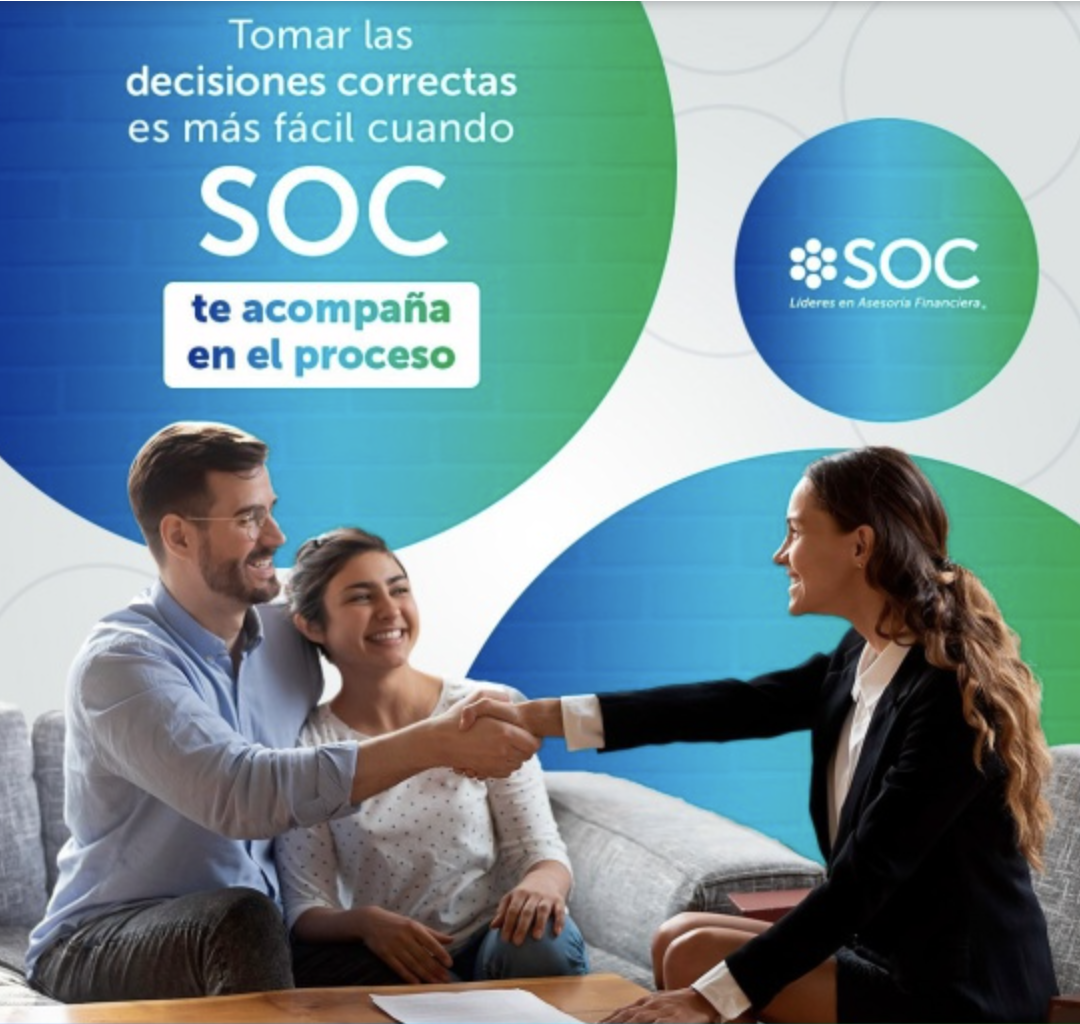 Tomar las
decisiones correctas
es más fácil cuando
SOC
te acompaña
en el proceso
SOC
Líderes en Asesoría Financiera®